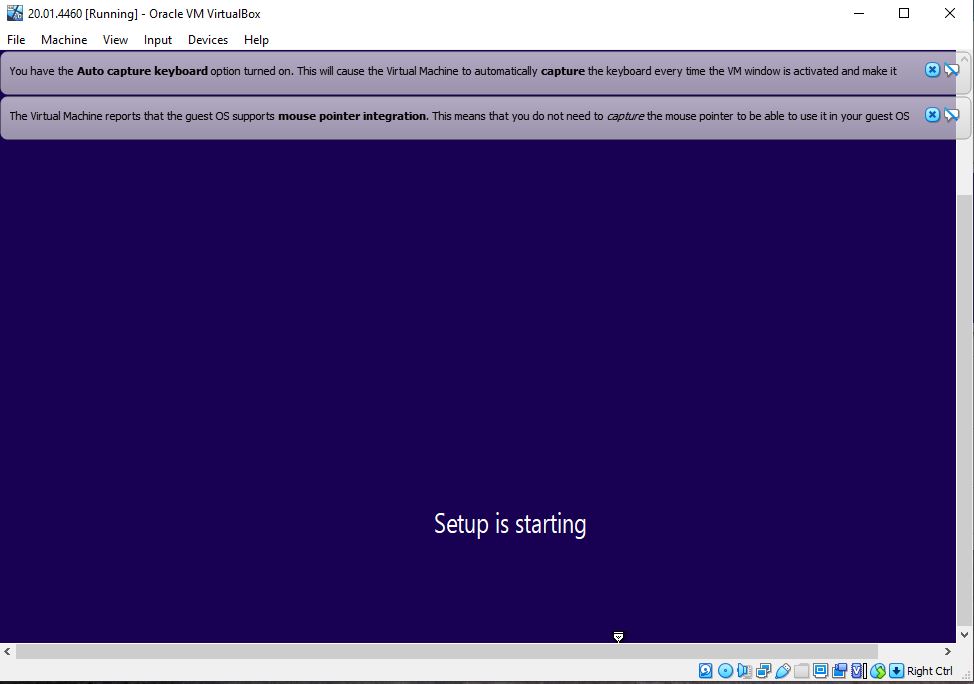 20.01.4460 [Running] - Oracle VM VirtualBox
File Machine View Input Devices Help
You have the Auto capture keyboard option turned on. This will cause the Virtual Machine to automatically capture the keyboard every time the VM window is activated and make it
The Virtual Machine reports that the guest OS supports mouse pointer integration. This means that you do not need to capture the mouse pointer to be able to use it in your guest OS
Setup is starting
Right Ctrl